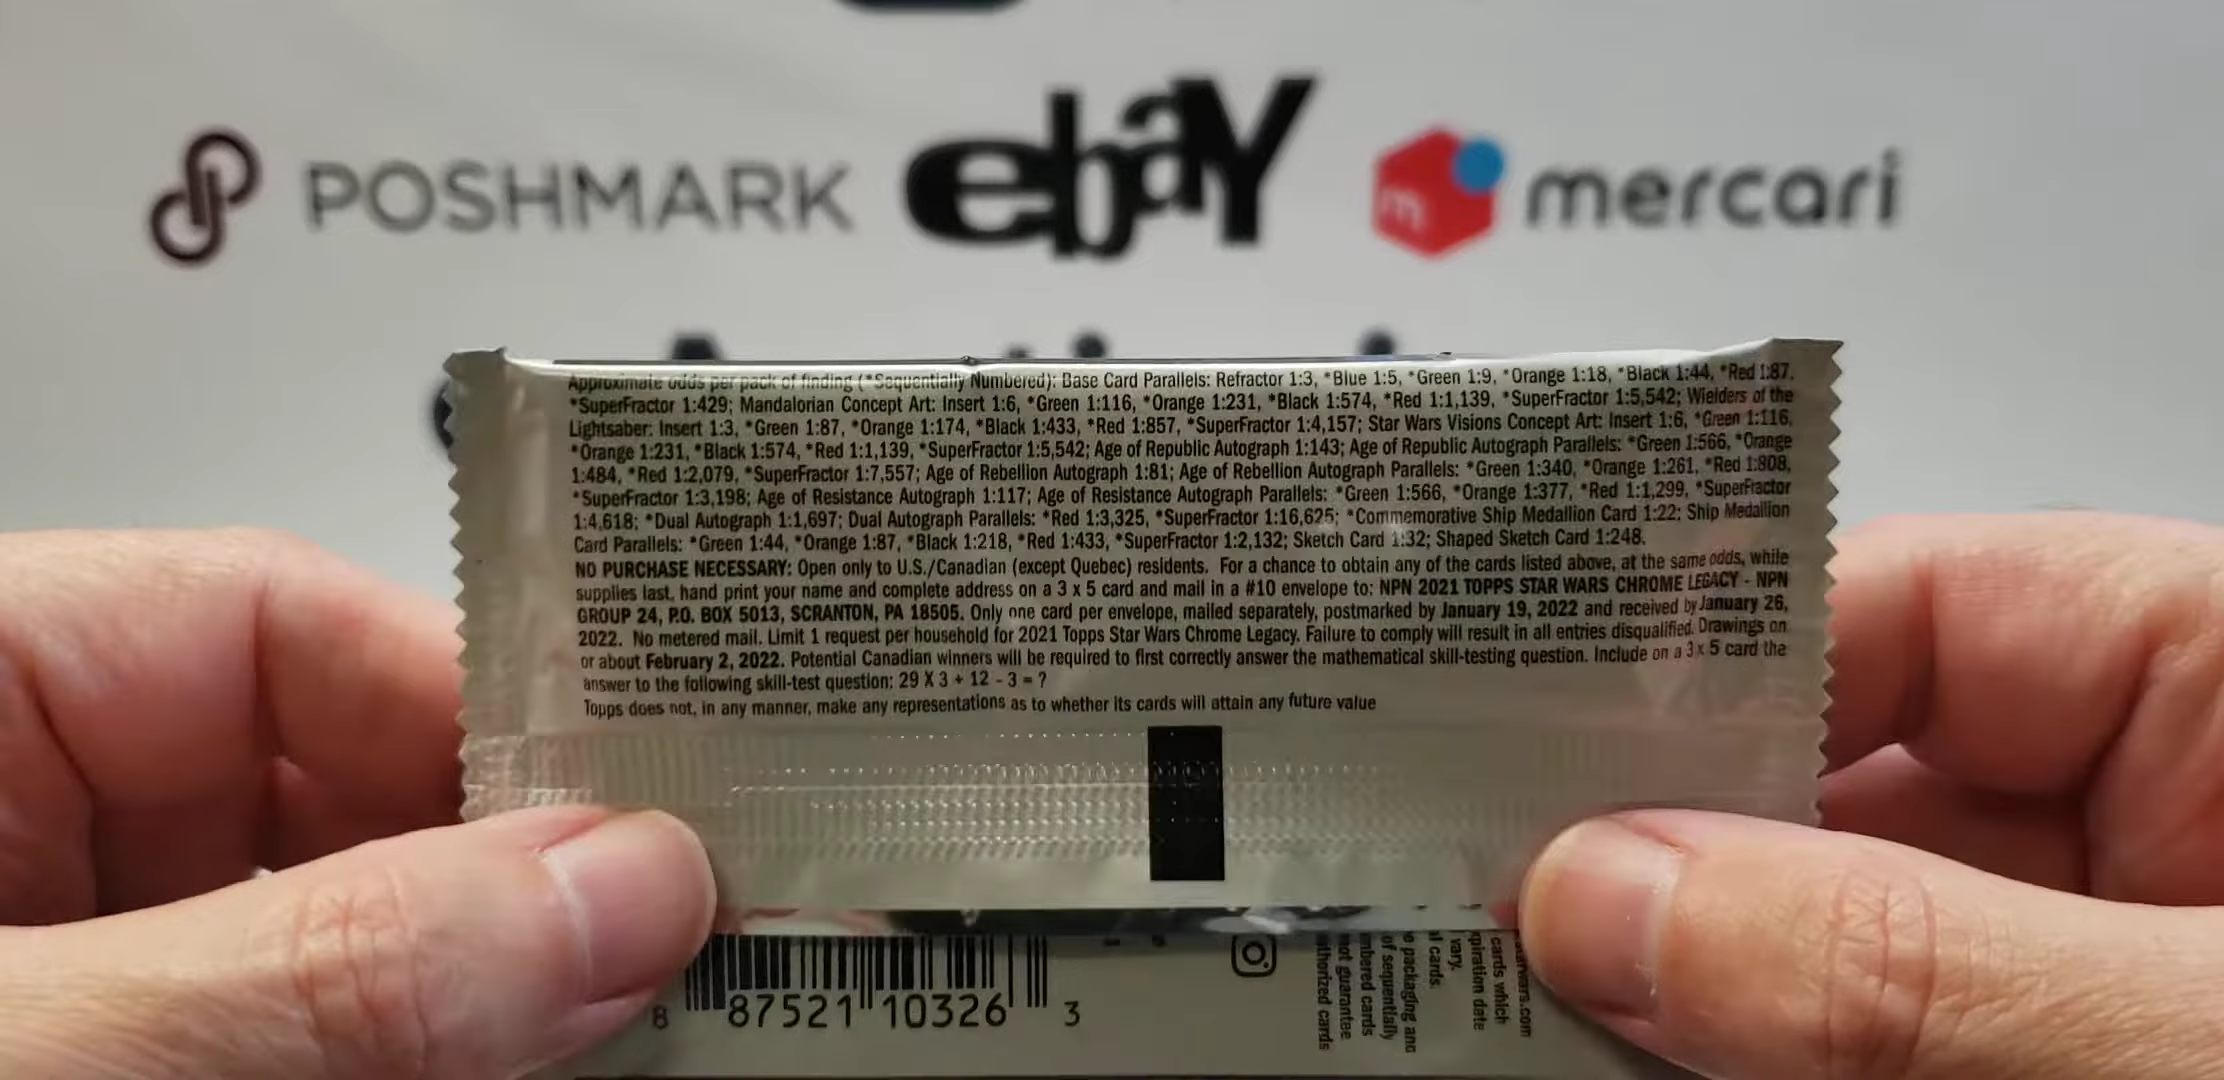 POSHMARK
ebaY
m
mercari
Approximate odds per pack of finding (*Sequentially Numbered): Base Card Parallels: Refractor 1:3, *Blue 1:5, *Green 1:9, *Orange 1:18, *Black 1:44, *Red 1:87,
*SuperFractor 1:429; Mandalorian Concept Art: Insert 1:6, *Green 1:116, *Orange 1:231, *Black 1:574, *Red 1:1,139, *SuperFractor 1:5,542; Wielders of the
Lightsaber: Insert 1:3, *Green 1:87, *Orange 1:174, *Black 1:433, *Red 1:857, *SuperFractor 1:4,157; Star Wars Visions Concept Art: Insert 1:6, *Green 1:116,
*Orange 1:231, *Black 1:574, *Red 1:1,139, *SuperFractor 1:5,542; Age of Republic Autograph 1:143; Age of Republic Autograph Parallels: *Green 1:566, *Orange
1:484, *Red 1:2,079, *SuperFractor 1:7,557; Age of Rebellion Autograph 1:81; Age of Rebellion Autograph Parallels: *Green 1:340, *Orange 1:261, *Red 1:808,
*SuperFractor 1:3,198; Age of Resistance Autograph 1:117; Age of Resistance Autograph Parallels: *Green 1:566, *Orange 1:377, *Red 1:1,299, *SuperFractor
1:4,618; *Dual Autograph 1:1,697; Dual Autograph Parallels: *Red 1:3,325, *SuperFractor 1:16,625; *Commemorative Ship Medallion Card 1:22; Ship Medallion
Card Parallels: *Green 1:44, *Orange 1:87, *Black 1:218, *Red 1:433, *SuperFractor 1:2,132; Sketch Card 1:32; Shaped Sketch Card 1:248.
NO PURCHASE NECESSARY: Open only to U.S./Canadian (except Quebec) residents. For a chance to obtain any of the cards listed above, at the same odds, while
supplies last, hand print your name and complete address on a 3 x 5 card and mail in a #10 envelope to: NPN 2021 TOPPS STAR WARS CHROME LEGACY - NPN
GROUP 24, P.O. BOX 5013, SCRANTON, PA 18505. Only one card per envelope, mailed separately, postmarked by January 19, 2022 and received by January 26,
2022. No metered mail. Limit 1 request per household for 2021 Topps Star Wars Chrome Legacy. Failure to comply will result in all entries disqualified. Drawings on
or about February 2, 2022. Potential Canadian winners will be required to first correctly answer the mathematical skill-testing question. Include on a 3 x 5 card the
answer to the following skill-test question: 29 X 3 + 12 - 3 = ?
Topps does not, in any manner, make any representations as to whether its cards will attain any future value
8 87521 10326 3
cards which
piration date
vary.
l cards.
packaging and
of sequentially
mbered cards
not guarantee
thorized cards